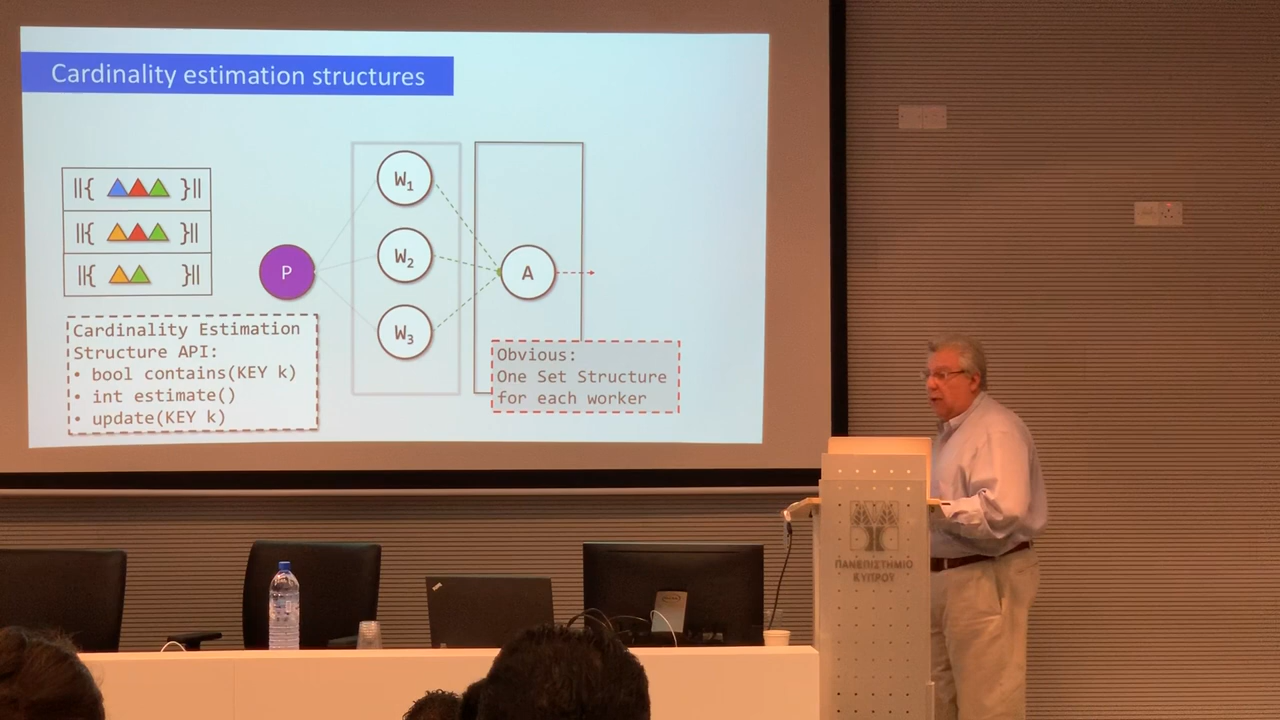 Cardinality estimation structures
||{ }||
||{ }||
||{ }||
W1
W2
W3
P
A
Cardinality Estimation
Structure API:
• bool contains(KEY k)
• int estimate()
• update(KEY k)
Obvious:
One Set Structure
for each worker
ΠΑΝΕΠΙΣΤΗΜΙΟ
ΚΥΠΡΟΥ